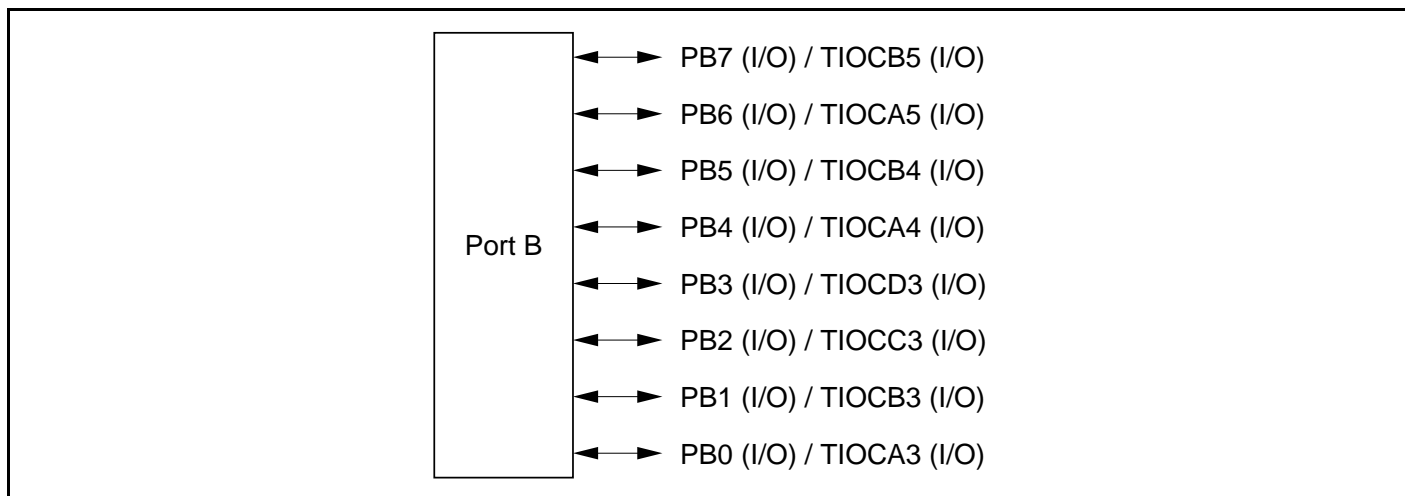 PB7 (I/O) / TIOCB5 (I/O)
PB6 (I/O) / TIOCA5 (I/O)
PB5 (I/O) / TIOCB4 (I/O)
PB4 (I/O) / TIOCA4 (I/O)
Port B
PB3 (I/O) / TIOCD3 (I/O)
PB2 (I/O) / TIOCC3 (I/O)
PB1 (I/O) / TIOCB3 (I/O)
PB0 (I/O) / TIOCA3 (I/O)